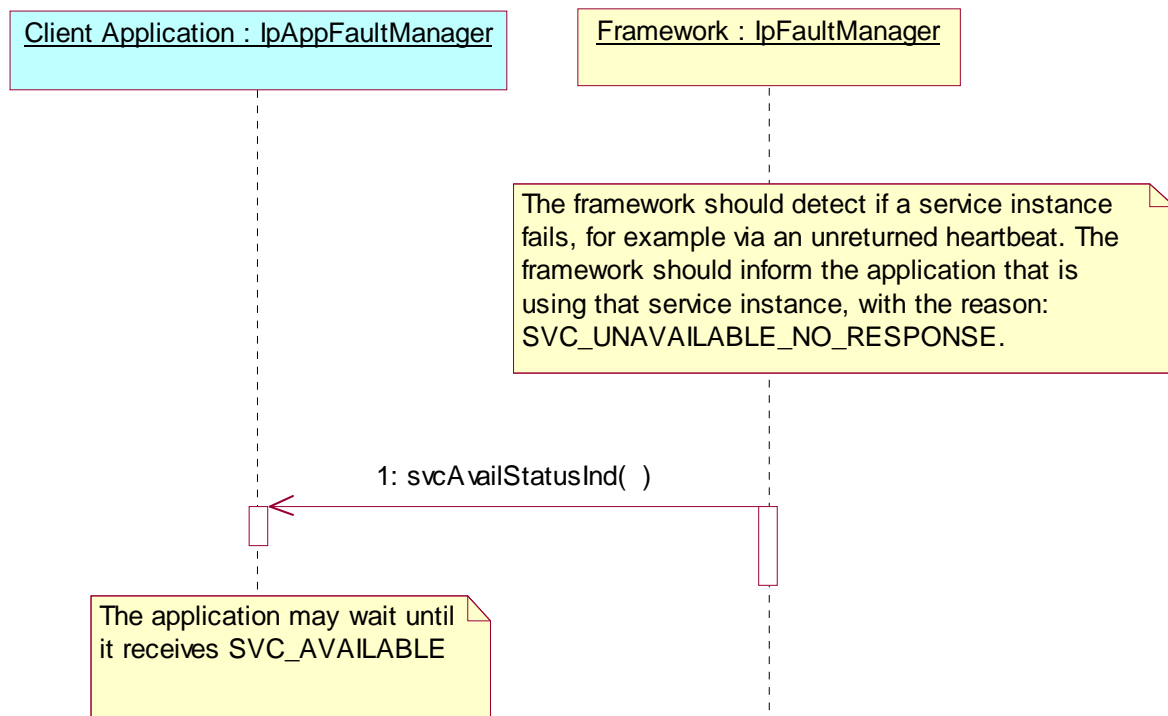 Client Application : IpAppFaultManager
Framework : IpFaultManager
The framework should detect if a service instance
fails, for example via an unreturned heartbeat. The
framework should inform the application that is
using that service instance, with the reason:
SVC_UNAVAILABLE_NO_RESPONSE.
1: svcAvailStatusInd( )
The application may wait until
it receives SVC_AVAILABLE